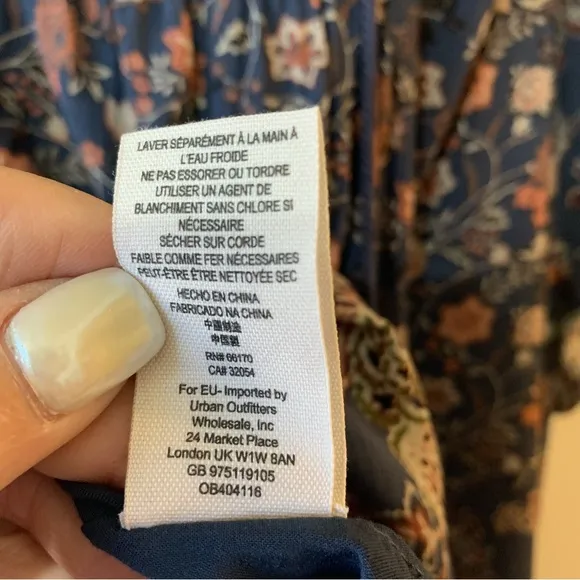 LAVER SÉPARÉMENT À LA MAIN À
L'EAU FROIDE
NE PAS ESSORER OU TORDRE
UTILISER UN AGENT DE
BLANCHIMENT SANS CHLORE SI
NÉCESSAIRE
SÉCHER SUR CORDE
FAIBLE COMME FER NÉCESSAIRES
PEUT-ÊTRE ÊTRE NETTOYÉE SEC
HECHO EN CHINA
FABRICADO NA CHINA
中國制造
中国製
RN# 66170
CA# 32054
For EU- Imported by
Urban Outfitters
Wholesale, Inc
24 Market Place
London UK W1W 8AN
GB 975119105
OB404116